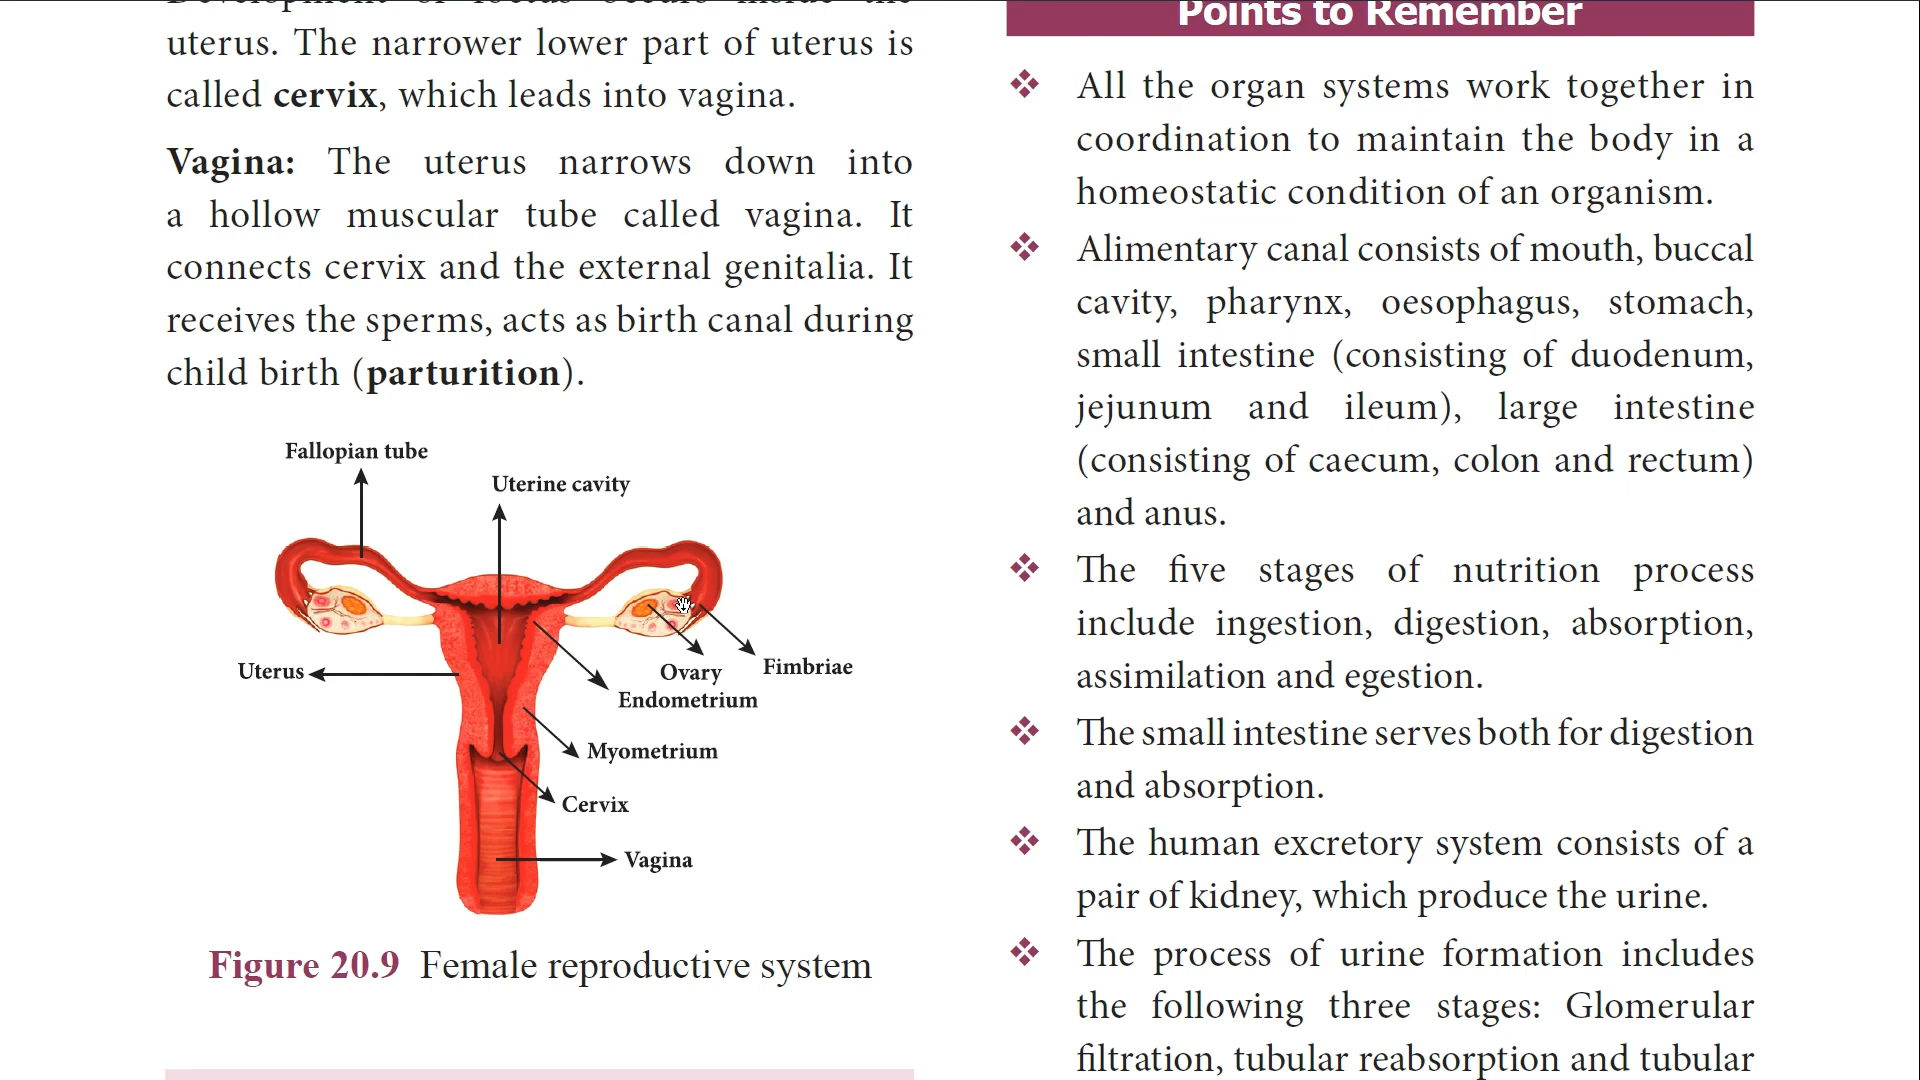 Development of foetus occurs inside the
uterus. The narrower lower part of uterus is
called cervix, which leads into vagina.
Vagina: The uterus narrows down into
a hollow muscular tube called vagina. It
connects cervix and the external genitalia. It
receives the sperms, acts as birth canal during
child birth (parturition).
Fallopian tube
Uterine cavity
Uterus
Ovary
Fimbriae
Endometrium
Myometrium
Cervix
Vagina
Figure 20.9 Female reproductive system
Points to Remember
❖ All the organ systems work together in
coordination to maintain the body in a
homeostatic condition of an organism.
❖ Alimentary canal consists of mouth, buccal
cavity, pharynx, oesophagus, stomach,
small intestine (consisting of duodenum,
jejunum and ileum), large intestine
(consisting of caecum, colon and rectum)
and anus.
❖ The five stages of nutrition process
include ingestion, digestion, absorption,
assimilation and egestion.
❖ The small intestine serves both for digestion
and absorption.
❖ The human excretory system consists of a
pair of kidney, which produce the urine.
❖ The process of urine formation includes
the following three stages: Glomerular
filtration, tubular reabsorption and tubular